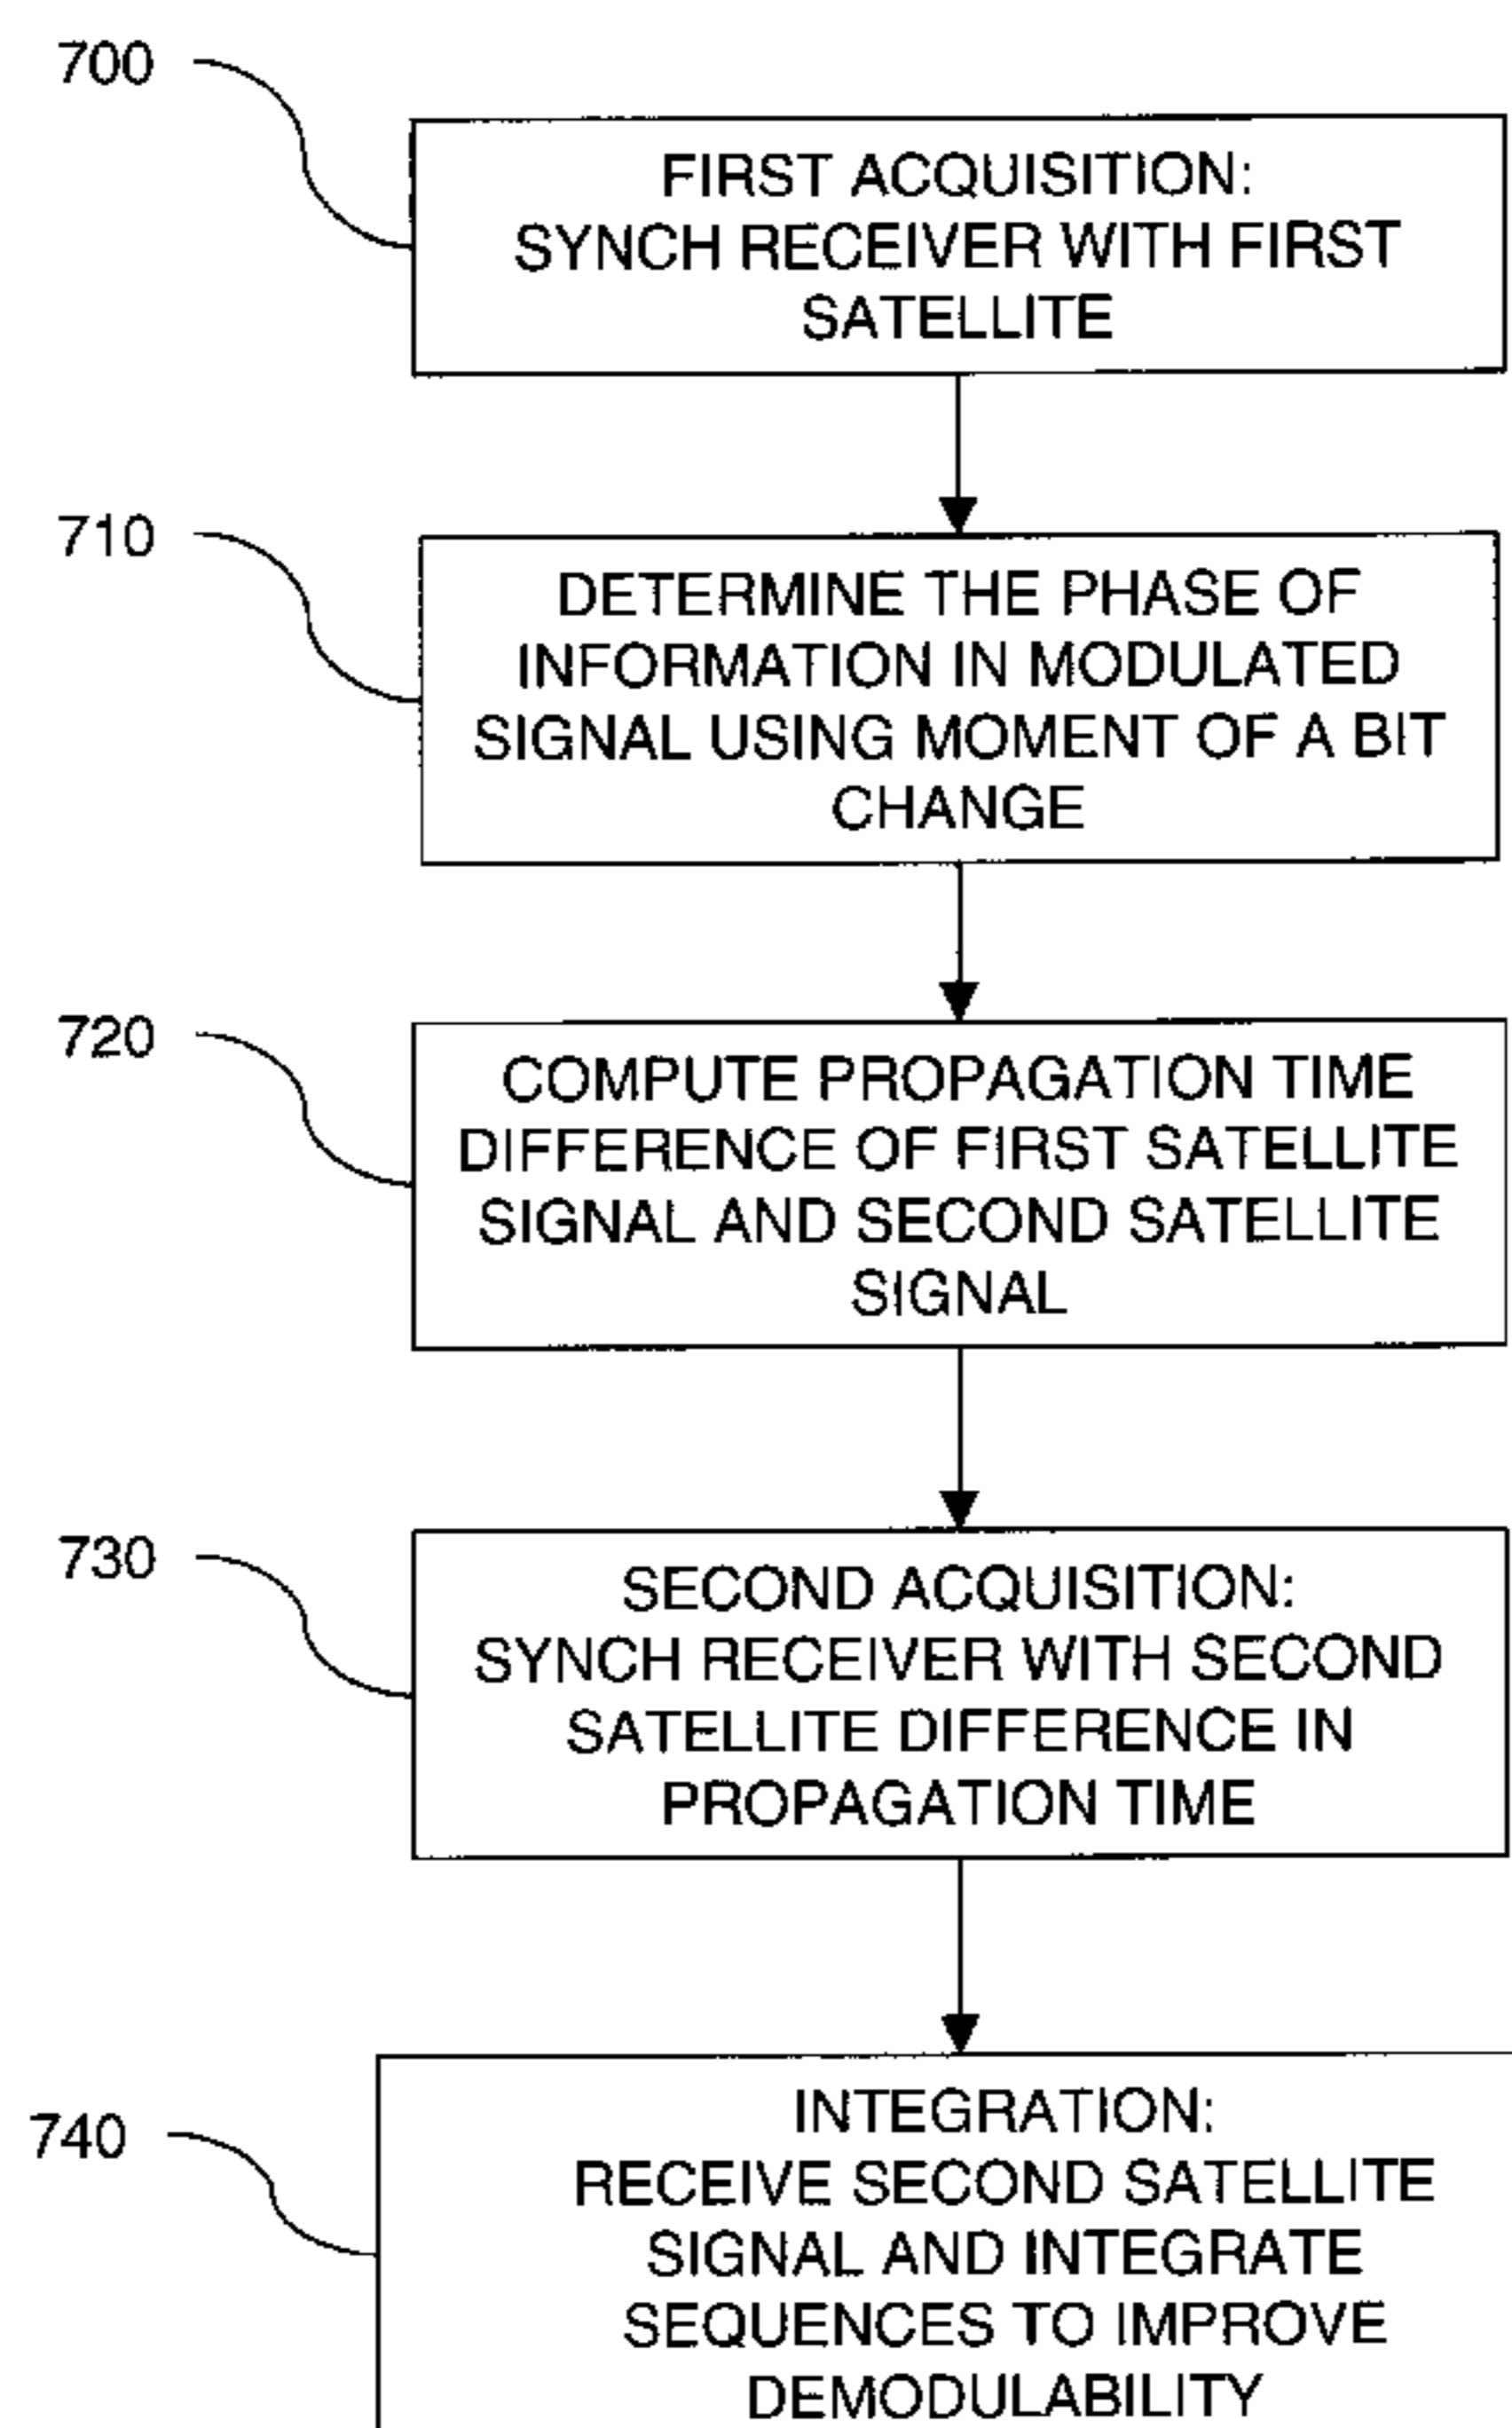 700
FIRST ACQUISITION:
SYNCH RECEIVER WITH FIRST
SATELLITE
710
DETERMINE THE PHASE OF
INFORMATION IN MODULATED
SIGNAL USING MOMENT OF A BIT
CHANGE
720
COMPUTE PROPAGATION TIME
DIFFERENCE OF FIRST SATELLITE
SIGNAL AND SECOND SATELLITE
SIGNAL
730
SECOND ACQUISITION:
SYNCH RECEIVER WITH SECOND
SATELLITE DIFFERENCE IN
PROPAGATION TIME
740
INTEGRATION:
RECEIVE SECOND SATELLITE
SIGNAL AND INTEGRATE
SEQUENCES TO IMPROVE
DEMODULABILITY